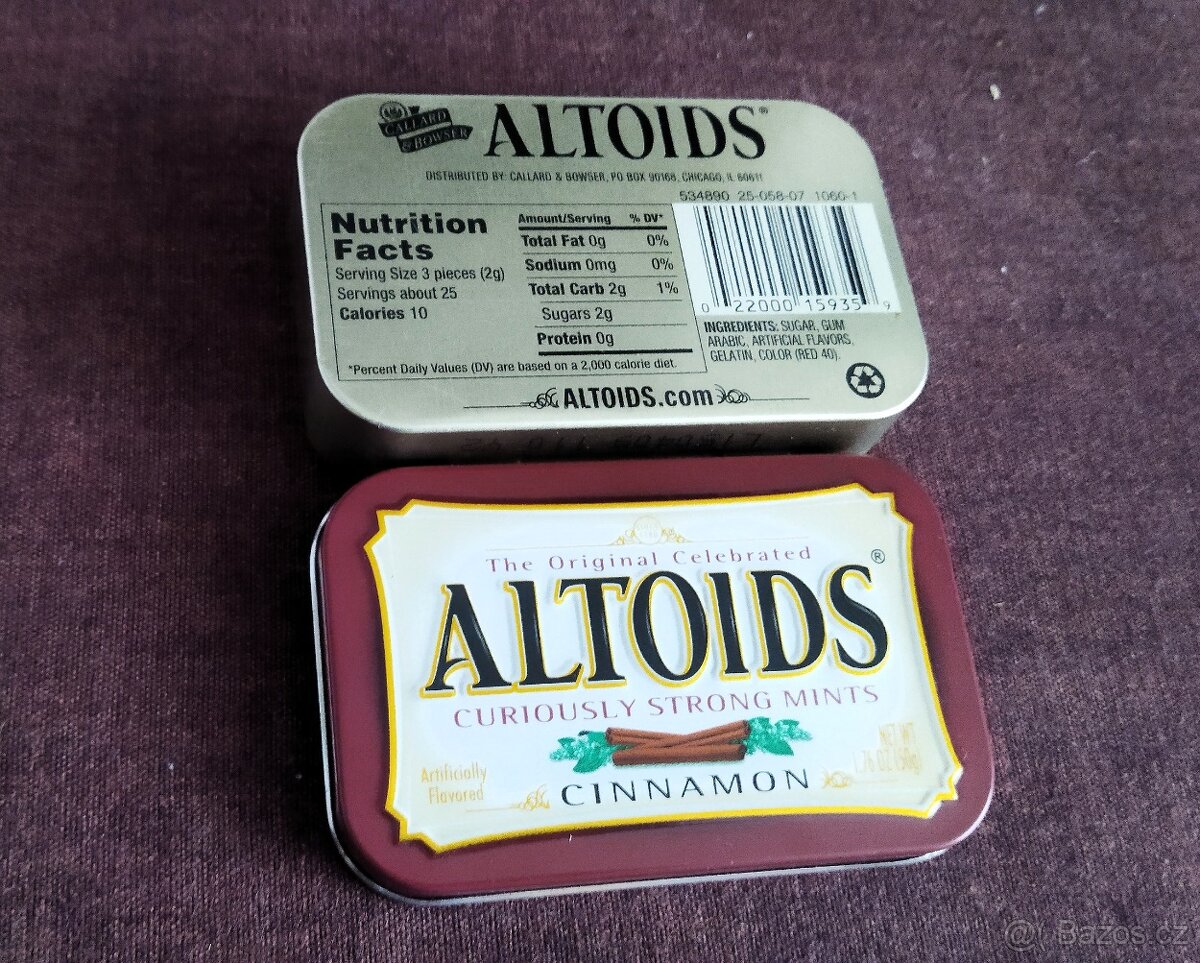 CALLARD
& BOWSER
ALTOIDS®
DISTRIBUTED BY: CALLARD & BOWSER, PO BOX 90168, CHICAGO, IL 60611
534890 25-058-07 1060-1
Nutrition
Facts
Serving Size 3 pieces (2g)
Servings about 25
Calories 10
Amount/Serving % DV*
Total Fat 0g 0%
Sodium 0mg 0%
Total Carb 2g 1%
Sugars 2g
Protein 0g
*Percent Daily Values (DV) are based on a 2,000 calorie diet.
0 22000 15935 9
INGREDIENTS: SUGAR, GUM
ARABIC, ARTIFICIAL FLAVORS,
GELATIN, COLOR (RED 40).
ALTOIDS.com
The Original Celebrated
ALTOIDS®
CURIOUSLY STRONG MINTS
Artificially
Flavored
CINNAMON
NET WT
1.76 OZ (50g)
@ Bazos.cz